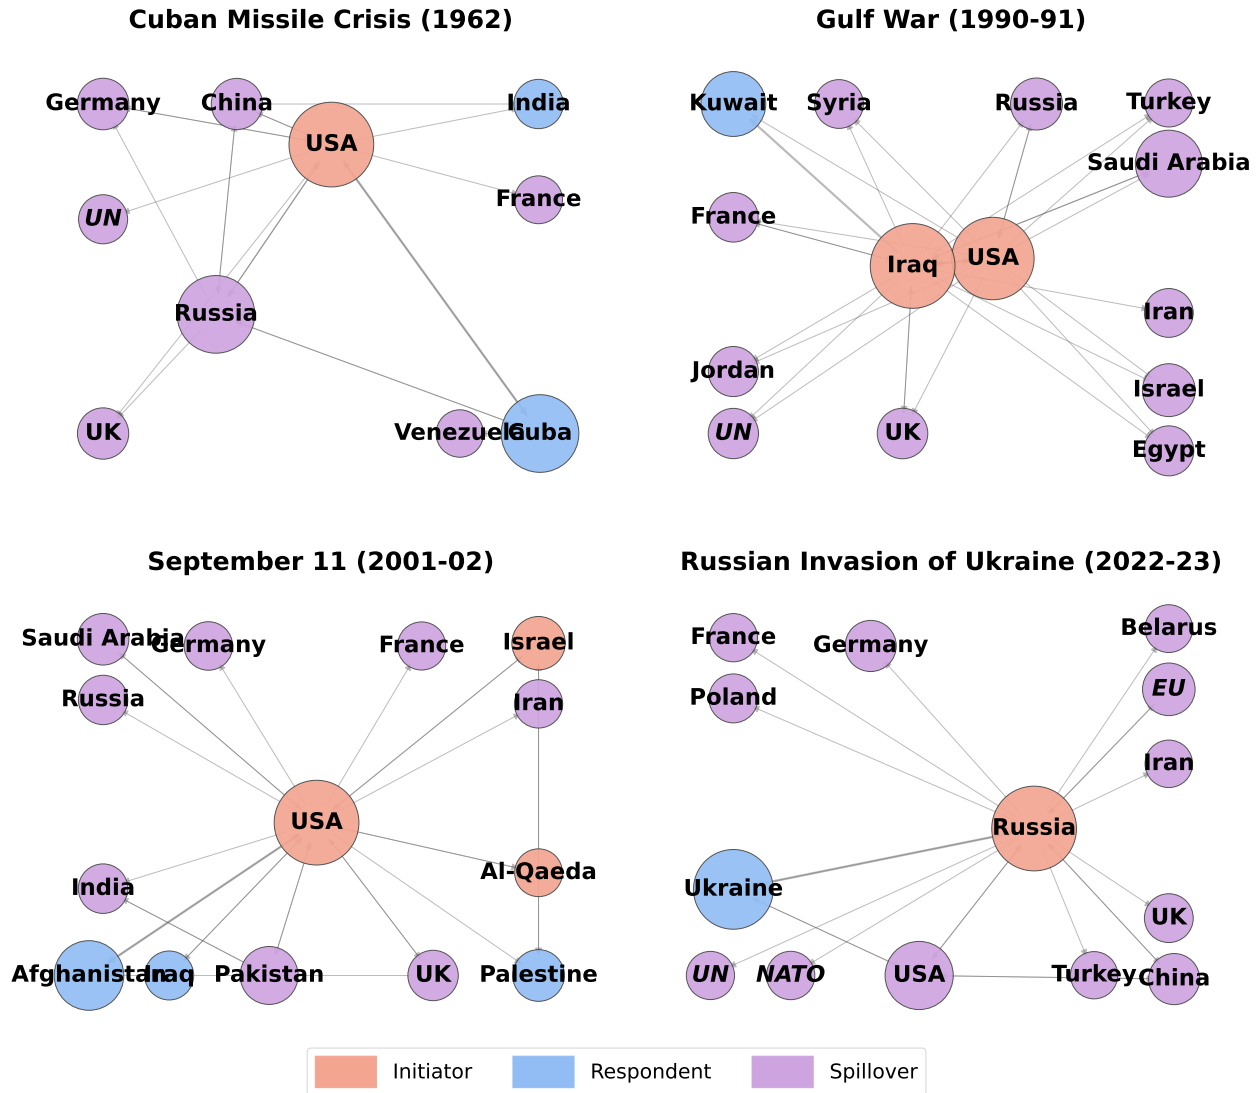 Cuban Missile Crisis (1962)
Germany
China
India
USA
UN
France
Russia
UK
Venezuela
Cuba
Gulf War (1990-91)
Kuwait
Syria
Russia
Turkey
Saudi Arabia
France
Iraq
USA
Iran
Jordan
Israel
UN
UK
Egypt
September 11 (2001-02)
Saudi Arabia
Germany
France
Israel
Russia
Iran
USA
Al-Qaeda
India
Afghanistan
Iraq
Pakistan
UK
Palestine
Russian Invasion of Ukraine (2022-23)
France
Germany
Belarus
Poland
EU
Iran
Russia
Ukraine
UK
UN
NATO
USA
Turkey
China
Initiator
Respondent
Spillover